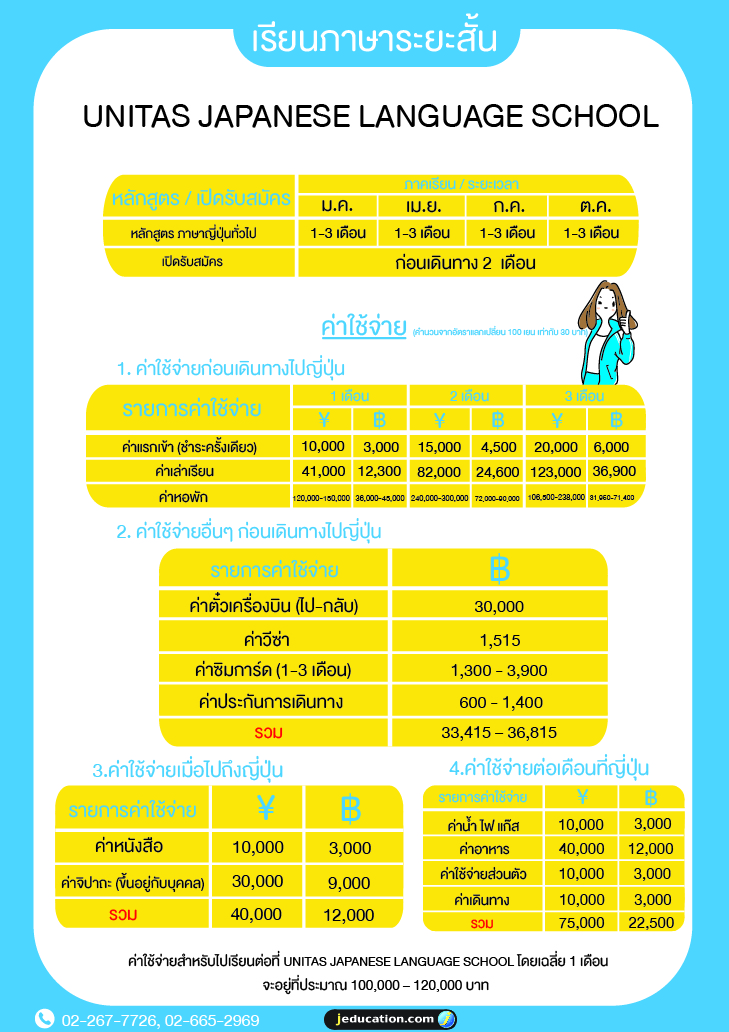 เรียนภาษาระยะสั้น
UNITAS JAPANESE LANGUAGE SCHOOL
หลักสูตร / เปิดรับสมัคร ภาคเรียน / ระยะเวลา
ม.ค. เม.ย. ก.ค. ต.ค.
หลักสูตร ภาษาญี่ปุ่นทั่วไป 1-3 เดือน 1-3 เดือน 1-3 เดือน 1-3 เดือน
เปิดรับสมัคร ก่อนเดินทาง 2 เดือน
ค่าใช้จ่าย (คำนวนจากอัตราแลกเปลี่ยน 100 เยน เท่ากับ 30 บาท)
1. ค่าใช้จ่ายก่อนเดินทางไปญี่ปุ่น
รายการค่าใช้จ่าย 1 เดือน 2 เดือน 3 เดือน
¥ ฿ ¥ ฿ ¥ ฿
ค่าแรกเข้า (ชำระครั้งเดียว) 10,000 3,000 15,000 4,500 20,000 6,000
ค่าเล่าเรียน 41,000 12,300 82,000 24,600 123,000 36,900
ค่าหอพัก 120,000-150,000 36,000-45,000 240,000-300,000 72,000-90,000 106,500-238,000 31,950-71,400
2. ค่าใช้จ่ายอื่นๆ ก่อนเดินทางไปญี่ปุ่น
รายการค่าใช้จ่าย ฿
ค่าตั๋วเครื่องบิน (ไป-กลับ) 30,000
ค่าวีซ่า 1,515
ค่าซิมการ์ด (1-3 เดือน) 1,300 - 3,900
ค่าประกันการเดินทาง 600 - 1,400
รวม 33,415 – 36,815
3.ค่าใช้จ่ายเมื่อไปถึงญี่ปุ่น
รายการค่าใช้จ่าย ¥ ฿
ค่าหนังสือ 10,000 3,000
ค่าจิปาถะ (ขึ้นอยู่กับบุคคล) 30,000 9,000
รวม 40,000 12,000
4.ค่าใช้จ่ายต่อเดือนที่ญี่ปุ่น
รายการค่าใช้จ่าย ¥ ฿
ค่าน้ำ ไฟ แก๊ส 10,000 3,000
ค่าอาหาร 40,000 12,000
ค่าใช้จ่ายส่วนตัว 10,000 3,000
ค่าเดินทาง 10,000 3,000
รวม 75,000 22,500
ค่าใช้จ่ายสำหรับไปเรียนต่อที่ UNITAS JAPANESE LANGUAGE SCHOOL โดยเฉลี่ย 1 เดือน
จะอยู่ที่ประมาณ 100,000 – 120,000 บาท
02-267-7726, 02-665-2969
jeducation.com